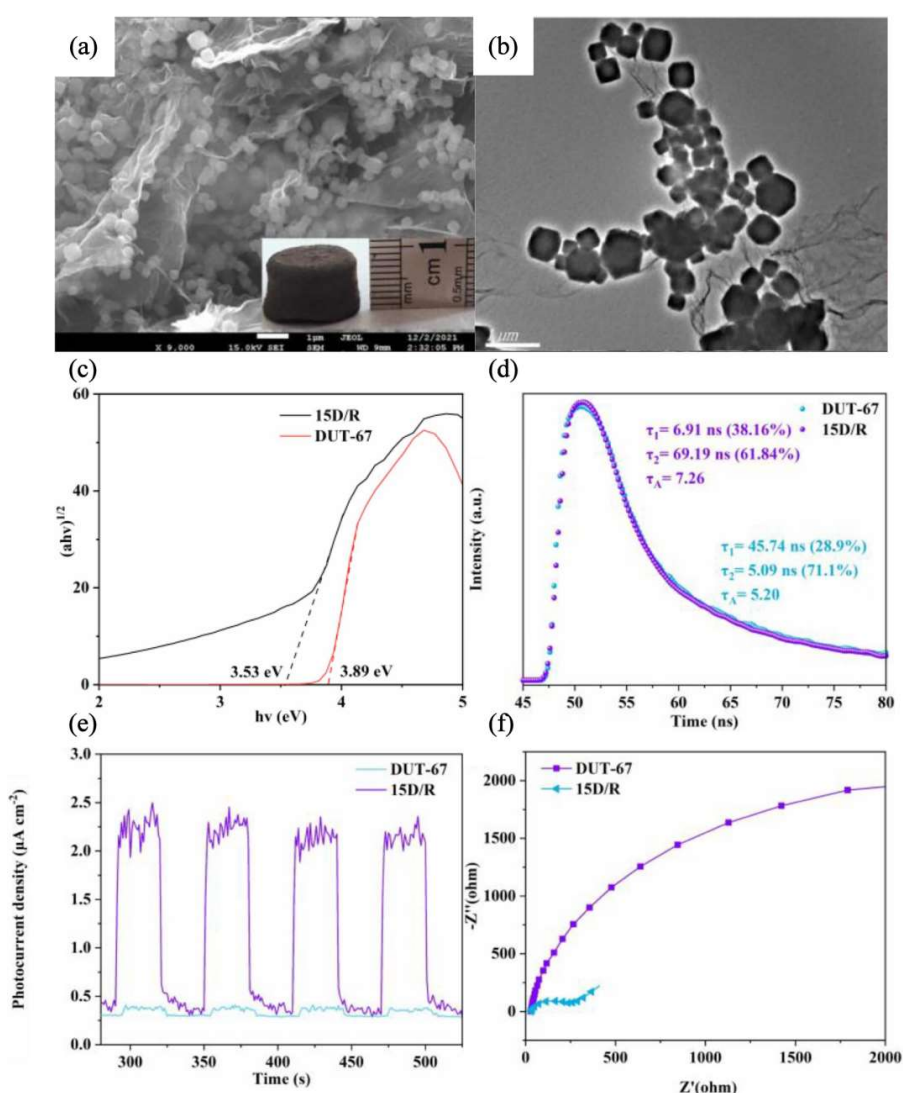 (a)
cm 1
mm
0.5mm
1μm JEOL 12/2/2021
X 9,000 15.0kV SEI SEM WD 9mm 2:32:05 PM
(b)
1 μm
(c)
60
40
20
0
(ahv)1/2
15D/R
DUT-67
3.53 eV
3.89 eV
2 3 4 5
hv (eV)
(d)
Intensity (a.u.)
DUT-67
15D/R
τ1= 6.91 ns (38.16%)
τ2= 69.19 ns (61.84%)
τA= 7.26
τ1= 45.74 ns (28.9%)
τ2= 5.09 ns (71.1%)
τA= 5.20
45 50 55 60 65 70 75 80
Time (ns)
(e)
3.0
2.5
2.0
1.5
1.0
0.5
0.0
Photocurrent density (μA cm-2)
DUT-67
15D/R
300 350 400 450 500
Time (s)
(f)
2000
1500
1000
500
0
-Z''(ohm)
DUT-67
15D/R
0 500 1000 1500 2000
Z'(ohm)